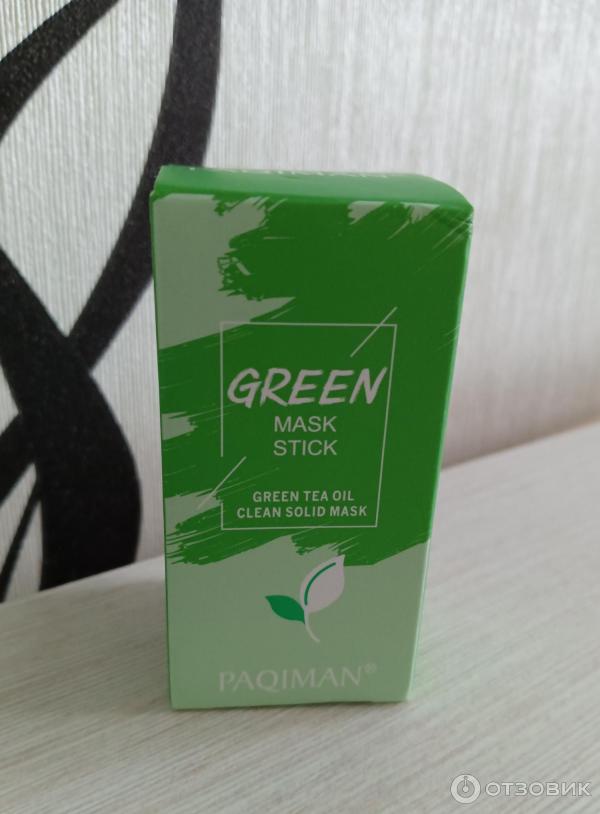 GREEN
MASK
STICK
GREEN TEA OIL
CLEAN SOLID MASK
PAQIMAN®
ОТЗОВИК